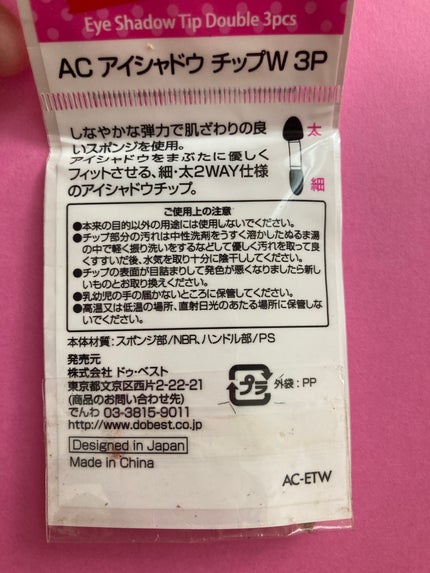 Eye Shadow Tip Double 3pcs
AC アイシャドウ チップW 3P
しなやかな弾力で肌ざわりの良
いスポンジを使用。
アイシャドウをまぶたに優しく
フィットさせる、細・太2WAY仕様
のアイシャドウチップ。
太
細
ご使用上の注意
●本来の目的以外の用途には使用しないでください。
●チップ部分の汚れは中性洗剤をうすく溶かしたぬるま湯
の中で軽く振り洗いをするなどして優しく汚れを取って良
くすすいだ後、水気を取り十分に陰干ししてください。
●チップの表面が目詰まりして発色が悪くなりましたら新し
いものとお取り換えください。
●乳幼児の手の届かないところに保管してください。
●高温又は低温の場所、直射日光のあたる場所に保管しな
いでください。
本体材質：スポンジ部/NBR、ハンドル部/PS
発売元
株式会社 ドゥ・ベスト
東京都文京区西片2-22-21
(商品のお問い合わせ先)
でんわ 03-3815-9011
http://www.dobest.co.jp
プラ
外袋：PP
Designed in Japan
Made in China
AC-ETW